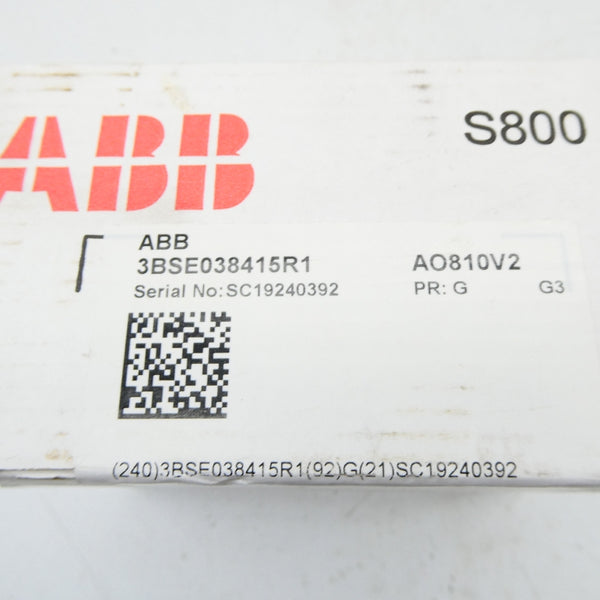 ABB S800
ABB
3BSE038415R1 AO810V2
Serial No:SC19240392 PR: G G3
(240)3BSE038415R1(92)G(21)SC19240392